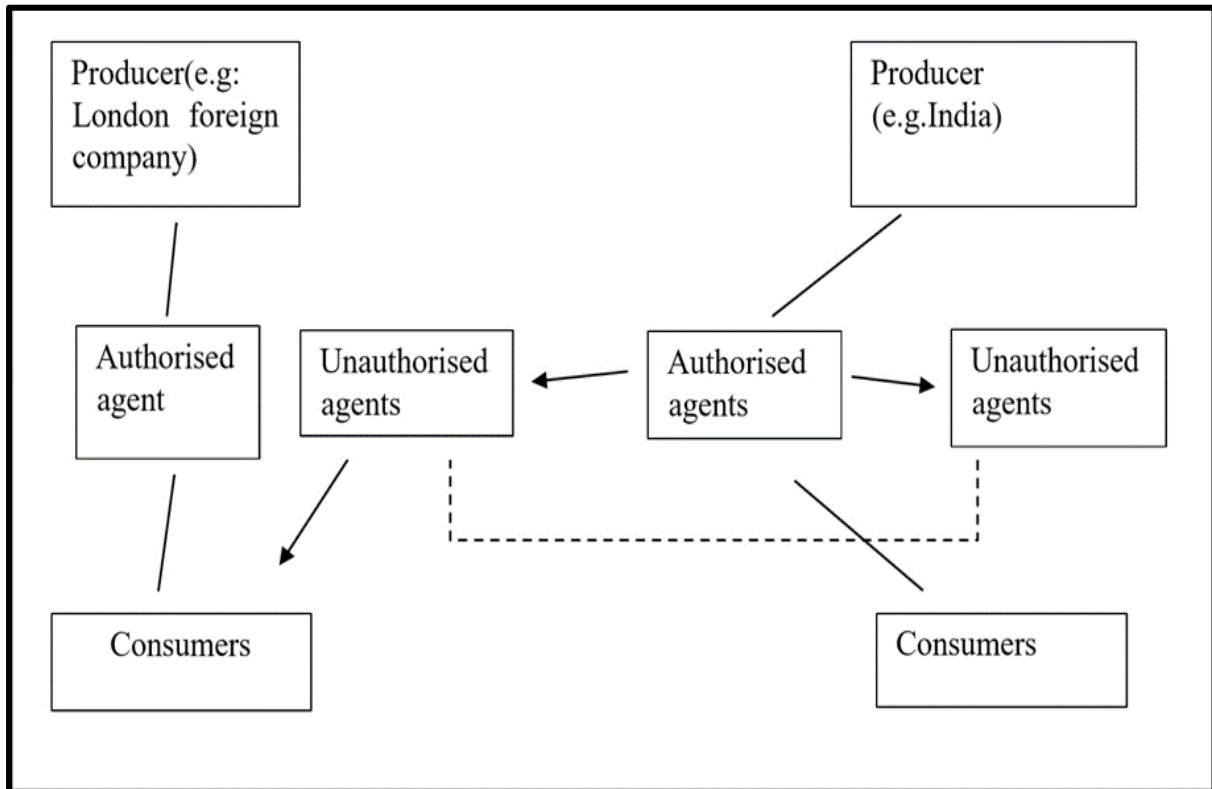 Producer(e.g:
London foreign
company)
Producer
(e.g.India)
Authorised
agent
Unauthorised
agents
Authorised
agents
Unauthorised
agents
Consumers
Consumers